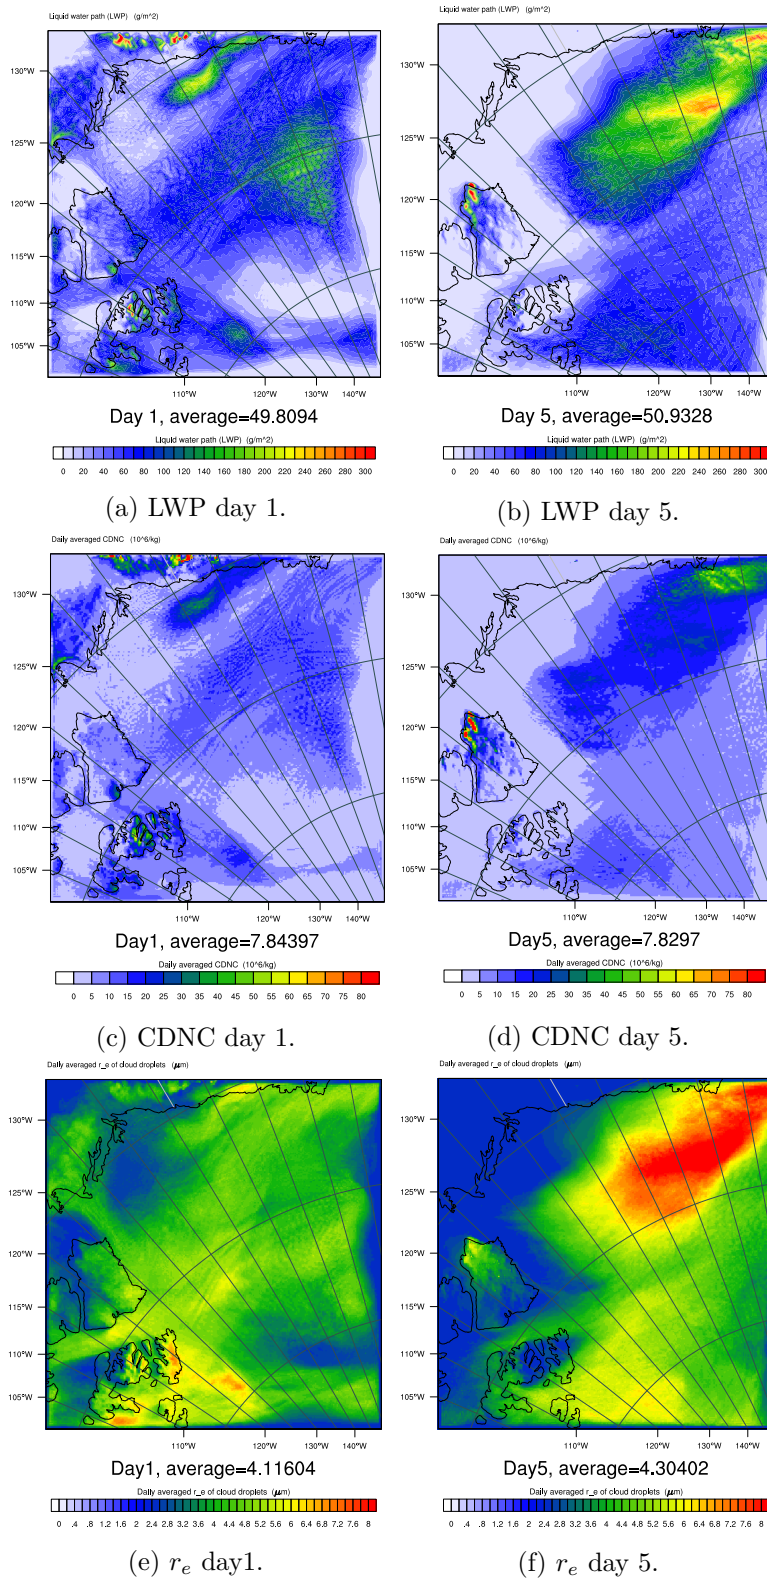 Liquid water path (LWP) (g/m^2)
130°W
125°W
120°W
110°W
105°W
110°W 120°W 130°W 140°W
Day 1, average=49.8094
Liquid water path (LWP) (g/m^2)
0 20 40 60 80 100 120 140 160 180 200 220 240 260 280 300
(a) LWP day 1.
Liquid water path (LWP) (g/m^2)
130°W
125°W
120°W
115°W
110°W
105°W
110°W 120°W 130°W 140°W
Day 5, average=50.9328
Liquid water path (LWP) (g/m^2)
0 20 40 60 80 100 120 140 160 180 200 220 240 260 280 300
(b) LWP day 5.
Daily averaged CDNC (10^6/kg)
130°W
125°W
120°W
115°W
110°W
105°W
110°W 120°W 130°W 140°W
Day1, average=7.84397
Daily averaged CDNC (10^6/kg)
0 5 10 15 20 25 30 35 40 45 50 55 60 65 70 75 80
(c) CDNC day 1.
Daily averaged CDNC (10^6/kg)
130°W
125°W
120°W
115°W
110°W
105°W
110°W 120°W 130°W 140°W
Day5, average=7.8297
Daily averaged CDNC (10^6/kg)
0 5 10 15 20 25 30 35 40 45 50 55 60 65 70 75 80
(d) CDNC day 5.
Daily averaged r_e of cloud droplets (μm)
130°W
125°W
120°W
115°W
110°W
105°W
110°W 120°W 130°W 140°W
Day1, average=4.11604
Daily averaged r_e of cloud droplets (μm)
0 .4 .8 1.2 1.6 2 2.4 2.8 3.2 3.6 4 4.4 4.8 5.2 5.6 6 6.4 6.8 7.2 7.6 8
(e) r_e day1.
Daily averaged r_e of cloud droplets (μm)
130°W
125°W
120°W
115°W
110°W
105°W
110°W 120°W 130°W 140°W
Day5, average=4.30402
Daily averaged r_e of cloud droplets (μm)
0 .4 .8 1.2 1.6 2 2.4 2.8 3.2 3.6 4 4.4 4.8 5.2 5.6 6 6.4 6.8 7.2 7.6 8
(f) r_e day 5.